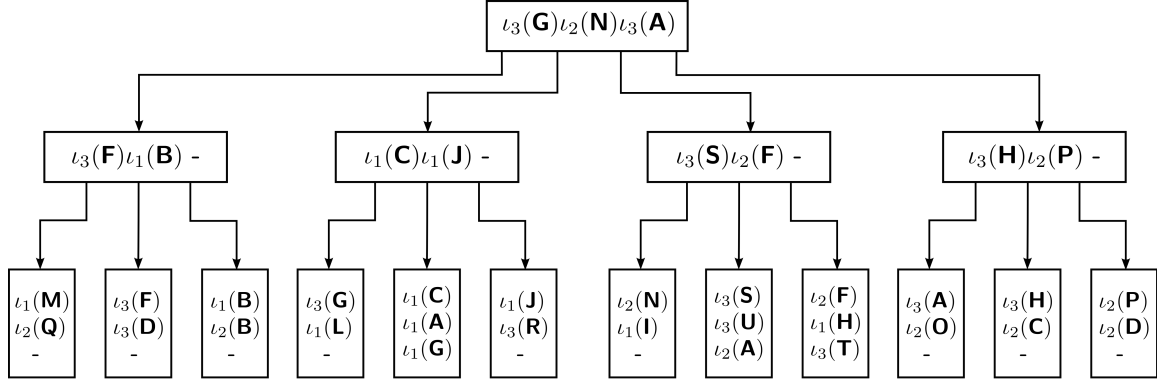 ι₃(G)ι₂(N)ι₃(A)
ι₃(F)ι₁(B) -
ι₁(C)ι₁(J) -
ι₃(S)ι₂(F) -
ι₃(H)ι₂(P) -
ι₁(M)
ι₂(Q)
-
ι₃(F)
ι₃(D)
-
ι₁(B)
ι₂(B)
-
ι₃(G)
ι₁(L)
-
ι₁(C)
ι₁(A)
ι₁(G)
ι₁(J)
ι₃(R)
-
ι₂(N)
ι₁(I)
-
ι₃(S)
ι₃(U)
ι₂(A)
ι₂(F)
ι₁(H)
ι₃(T)
ι₃(A)
ι₂(O)
-
ι₃(H)
ι₂(C)
-
ι₂(P)
ι₂(D)
-